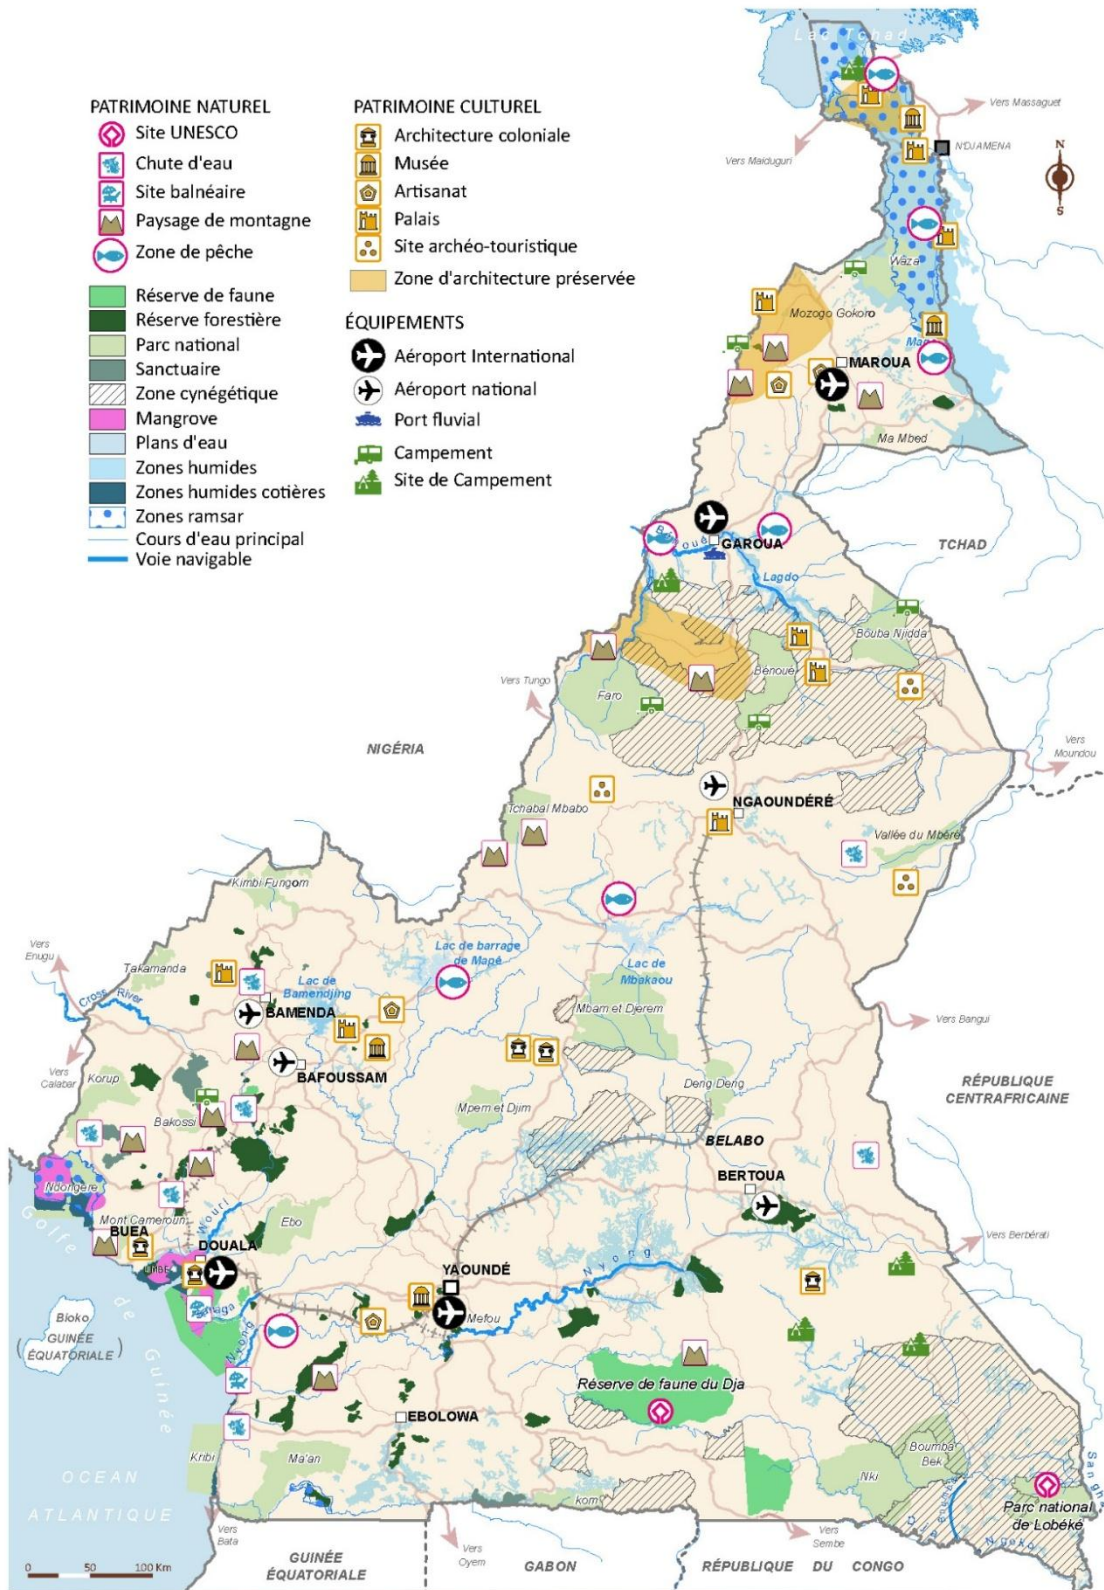 PATRIMOINE NATUREL
Site UNESCO
Chute d'eau
Site balnéaire
Paysage de montagne
Zone de pêche
Réserve de faune
Réserve forestière
Parc national
Sanctuaire
Zone cynégétique
Mangrove
Plans d'eau
Zones humides
Zones humides cotières
Zones ramsar
Cours d'eau principal
Voie navigable
PATRIMOINE CULTUREL
Architecture coloniale
Musée
Artisanat
Palais
Site archéo-touristique
Zone d'architecture préservée
ÉQUIPEMENTS
Aéroport International
Aéroport national
Port fluvial
Campement
Site de Campement
Lac Tchad
Vers Massaguet
Vers Maiduguri
N'DJAMENA
N
S
Waza
Mozogo Gokoro
MAROUA
Ma Mbed
Bénoué
GAROUA
TCHAD
Lagdo
Bouba Njidda
Bénoué
Faro
Vers Tungo
NIGÉRIA
Vers
Moundou
Tchabal Mbabo
NGAOUNDÉRÉ
Vallée du Mbéré
Kimbi Fungom
Vers
Enugu
Takamanda
Lac de barrage
de Mapé
Lac de
Bamendjing
Lac de
Mbakaou
Cross River
BAMENDA
Mbam et Djerem
Vers Bangui
Vers
Calabar
Korup
BAFOUSSAM
Bakossi
Mpem et Djim
Deng Deng
RÉPUBLIQUE
CENTRAFRICAINE
BELABO
BERTOUA
Ndongere
Mont Cameroun
BUEA
Wouri
Ebo
DOUALA
Vers Berbérati
YAOUNDÉ
Nyong
Mefou
Bioko
( GUINÉE
ÉQUATORIALE )
Golfe de Guinée
Nyong
Réserve de faune du Dja
EBOLOWA
Kribi
Ma'an
Boumba
Bek
Nki
OCEAN
ATLANTIQUE
kom
Parc national
de Lobéké
Ngoko
Vers
Bata
Vers
Oyem
Vers
Sembe
GUINÉE
ÉQUATORIALE
GABON
RÉPUBLIQUE DU CONGO
0 50 100 Km